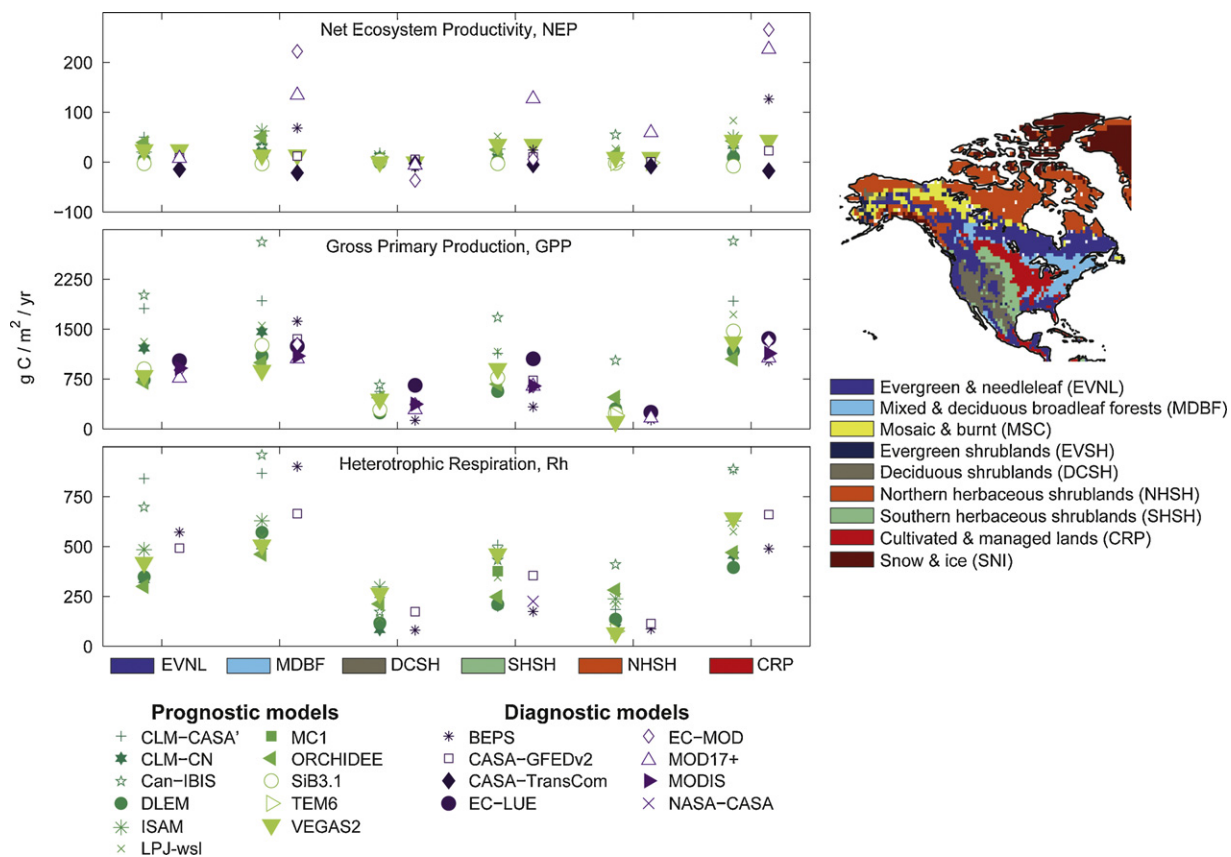 Net Ecosystem Productivity, NEP
200
100
0
−100
Gross Primary Production, GPP
2250
1500
750
0
g C / m² / yr
Heterotrophic Respiration, Rh
750
500
250
0
EVNL MDBF DCSH SHSH NHSH CRP
Evergreen & needleleaf (EVNL)
Mixed & deciduous broadleaf forests (MDBF)
Mosaic & burnt (MSC)
Evergreen shrublands (EVSH)
Deciduous shrublands (DCSH)
Northern herbaceous shrublands (NHSH)
Southern herbaceous shrublands (SHSH)
Cultivated & managed lands (CRP)
Snow & ice (SNI)
Prognostic models
CLM−CASA'
CLM−CN
Can−IBIS
DLEM
ISAM
LPJ-wsl
MC1
ORCHIDEE
SiB3.1
TEM6
VEGAS2
Diagnostic models
BEPS
CASA−GFEDv2
CASA−TransCom
EC−LUE
EC−MOD
MOD17+
MODIS
NASA−CASA